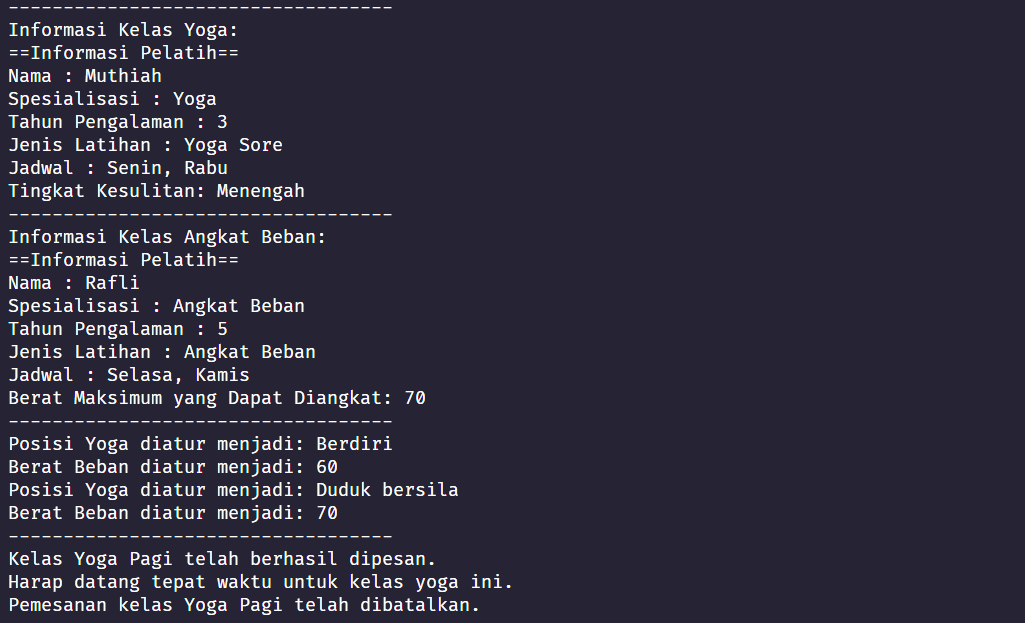 -----------------------------------
Informasi Kelas Yoga:
==Informasi Pelatih==
Nama : Muthiah
Spesialisasi : Yoga
Tahun Pengalaman : 3
Jenis Latihan : Yoga Sore
Jadwal : Senin, Rabu
Tingkat Kesulitan: Menengah
-----------------------------------
Informasi Kelas Angkat Beban:
==Informasi Pelatih==
Nama : Rafli
Spesialisasi : Angkat Beban
Tahun Pengalaman : 5
Jenis Latihan : Angkat Beban
Jadwal : Selasa, Kamis
Berat Maksimum yang Dapat Diangkat: 70
-----------------------------------
Posisi Yoga diatur menjadi: Berdiri
Berat Beban diatur menjadi: 60
Posisi Yoga diatur menjadi: Duduk bersila
Berat Beban diatur menjadi: 70
-----------------------------------
Kelas Yoga Pagi telah berhasil dipesan.
Harap datang tepat waktu untuk kelas yoga ini.
Pemesanan kelas Yoga Pagi telah dibatalkan.